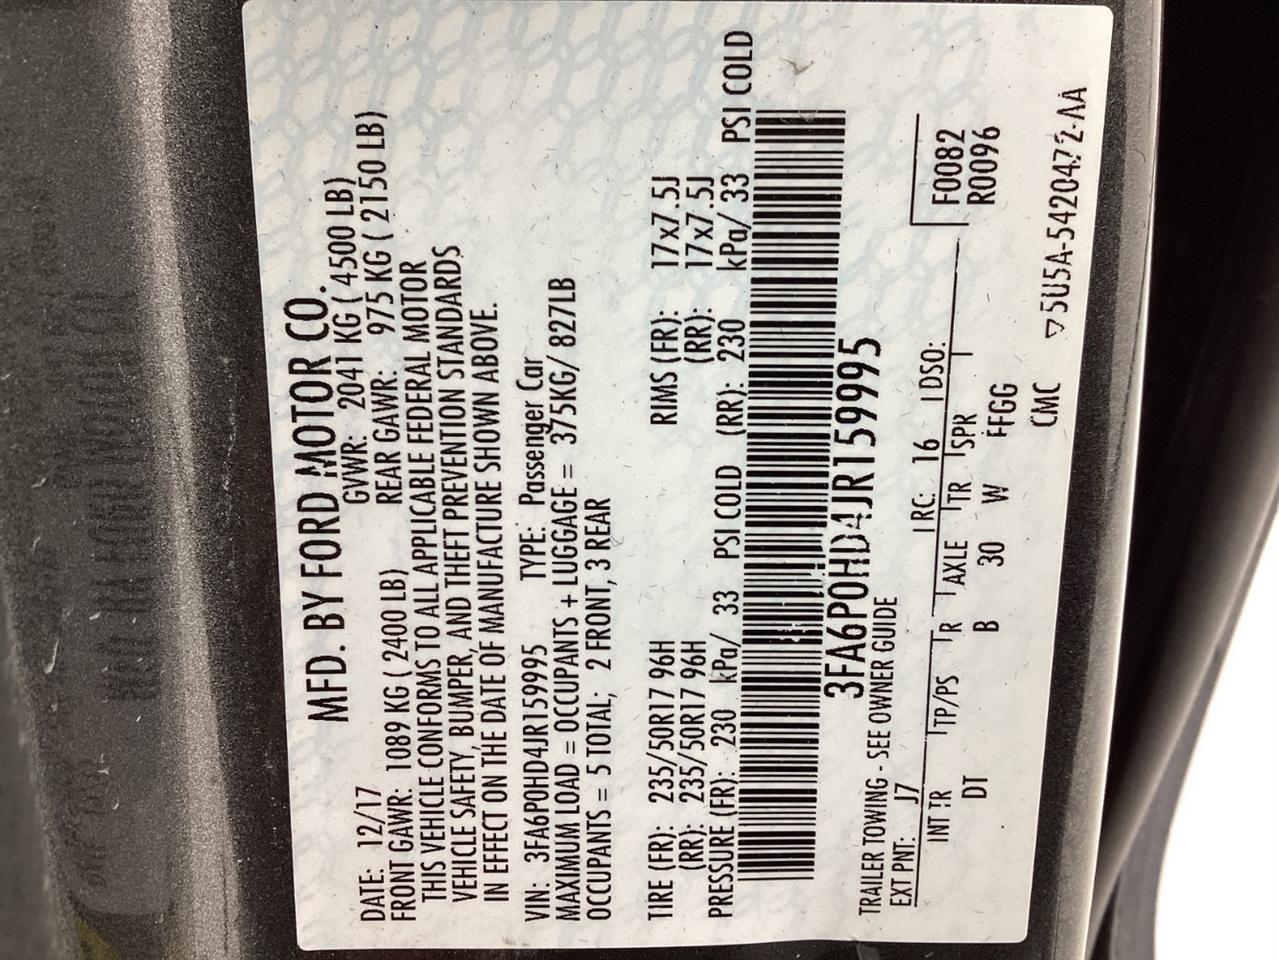 MFD. BY FORD MOTOR CO.
DATE: 12/17 GVWR: 2041 KG ( 4500 LB)
FRONT GAWR: 1089 KG ( 2400 LB) REAR GAWR: 975 KG ( 2150 LB)
THIS VEHICLE CONFORMS TO ALL APPLICABLE FEDERAL MOTOR
VEHICLE SAFETY, BUMPER, AND THEFT PREVENTION STANDARDS
IN EFFECT ON THE DATE OF MANUFACTURE SHOWN ABOVE.
VIN: 3FA6P0HD4JR159995 TYPE: Passenger Car
MAXIMUM LOAD = OCCUPANTS + LUGGAGE = 375KG/ 827LB
OCCUPANTS = 5 TOTAL; 2 FRONT, 3 REAR
TIRE (FR): 235/50R17 96H RIMS (FR): 17x7.5J
(RR): 235/50R17 96H (RR): 17x7.5J
PRESSURE (FR): 230 kPa/ 33 PSI COLD (RR): 230 kPa/ 33 PSI COLD
3FA6P0HD4JR159995
TRAILER TOWING - SEE OWNER GUIDE
EXT PNT: J7 RC: 16 DSO: F0082
R0096
INT TR TP/PS R AXLE TR SPR
DT B 30 W FFGG
CMC
▽5U5A-5420472-AA